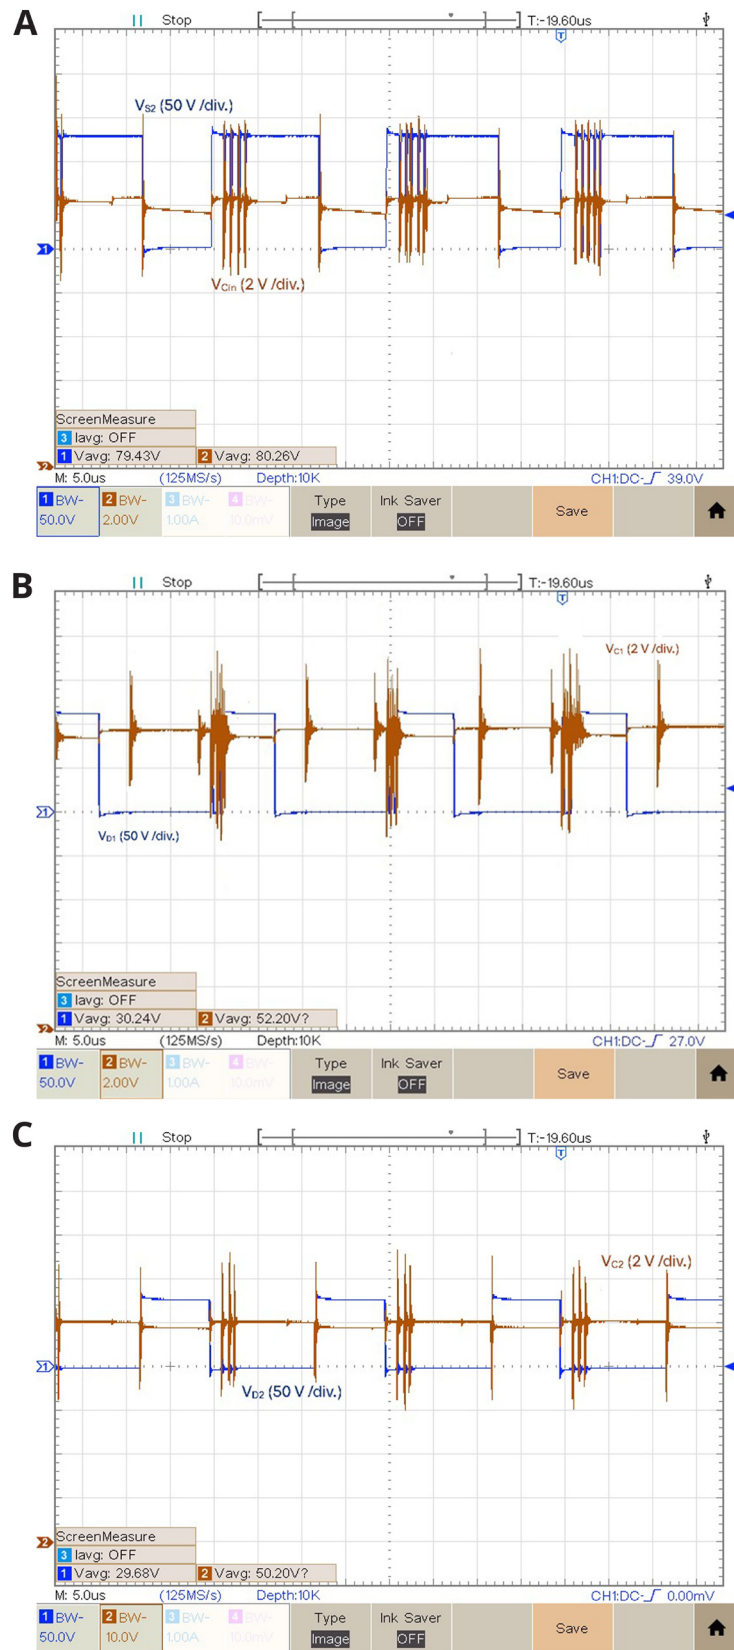 A
Stop
T:-19.60us
T
VS2 (50 V /div.)
1
VCin (2 V /div.)
ScreenMeasure
3 Iavg: OFF
1 Vavg: 79.43V 2 Vavg: 80.26V
2
M: 5.0us (125MS/s) Depth:10K CH1:DC- 39.0V
1 BW- 2 BW- 3 BW- 4 BW- Type Ink Saver
50.0V 2.00V 1.00A 10.0mV Image OFF Save
B
Stop
T:-19.60us
T
VC1 (2 V /div.)
1
VD1 (50 V /div.)
ScreenMeasure
3 Iavg: OFF
1 Vavg: 30.24V 2 Vavg: 52.20V?
2
M: 5.0us (125MS/s) Depth:10K CH1:DC- 27.0V
1 BW- 2 BW- 3 BW- 4 BW- Type Ink Saver
50.0V 2.00V 1.00A 10.0mV Image OFF Save
C
Stop
T:-19.60us
T
VC2 (2 V /div.)
1
VD2 (50 V /div.)
ScreenMeasure
2
3 Iavg: OFF
1 Vavg: 29.68V 2 Vavg: 50.20V?
M: 5.0us (125MS/s) Depth:10K CH1:DC- 0.00mV
1 BW- 2 BW- 3 BW- 4 BW- Type Ink Saver
50.0V 10.0V 1.00A 10.0mV Image OFF Save